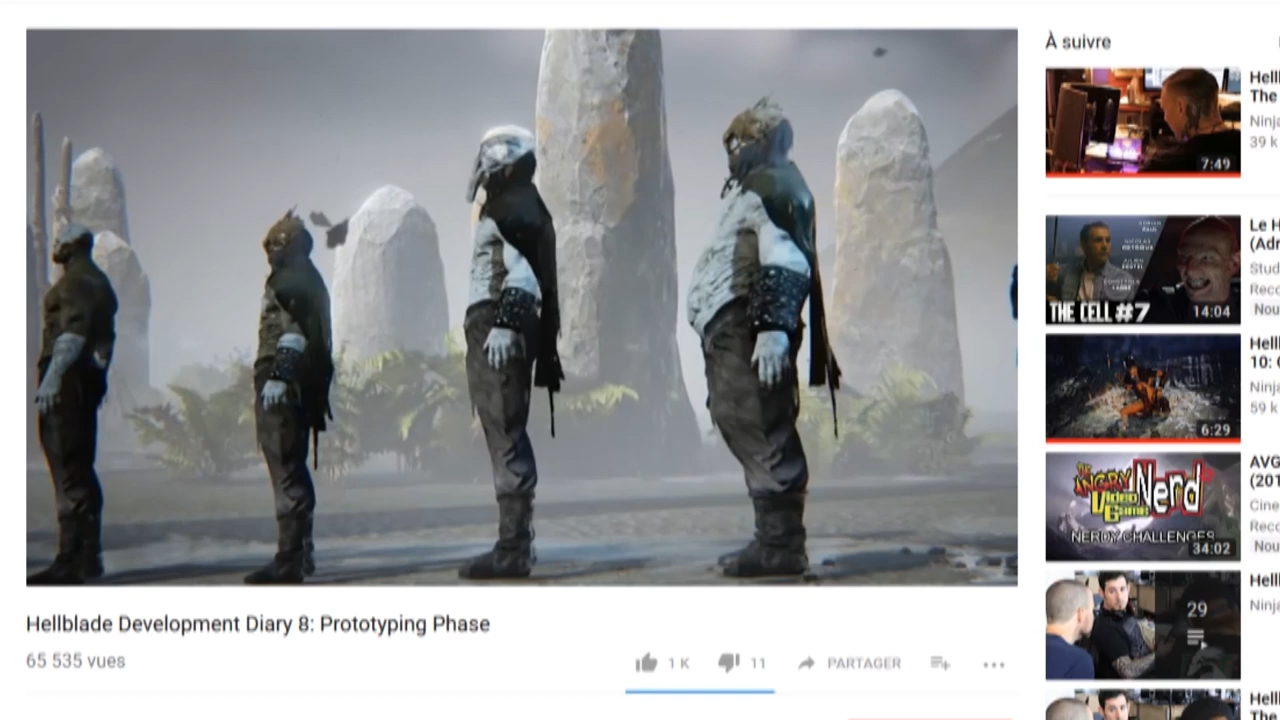 À suivre
Hellblade Development Diary 8: Prototyping Phase
65 535 vues
1 K
11
PARTAGER
Hell
The
Ninja
39 k
7:49
Le H
(Adr
Stud
Reco
Nou
THE CELL #7
14:04
Hell
10: 
Ninja
59 k
6:29
AVG
(201
Cine
Reco
Nou
THE ANGRY Video Game Nerd
NERDY CHALLENGES
34:02
Hell
Ninja
29
Hell
The